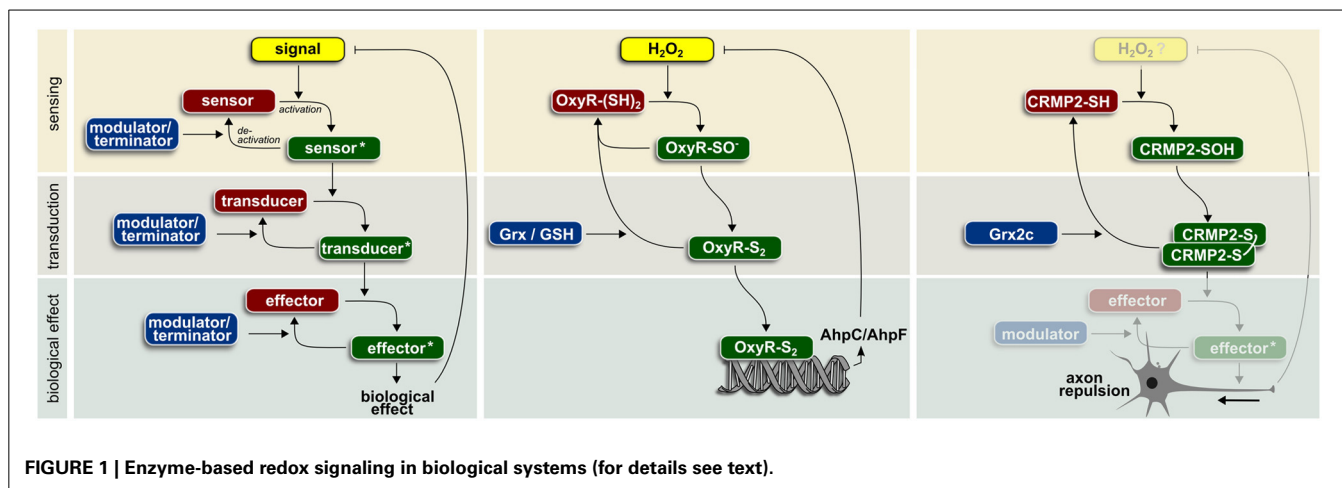 sensing
transduction
biological effect
signal
sensor
activation
modulator/
terminator
de-
activation
sensor*
transducer
modulator/
terminator
transducer*
effector
modulator/
terminator
effector*
biological
effect
H₂O₂
OxyR-(SH)₂
OxyR-SO⁻
Grx / GSH
OxyR-S₂
AhpC/AhpF
OxyR-S₂
H₂O₂ ?
CRMP2-SH
CRMP2-SOH
Grx2c
CRMP2-S
CRMP2-S
effector
modulator
effector*
axon
repulsion
FIGURE 1 | Enzyme-based redox signaling in biological systems (for details see text).